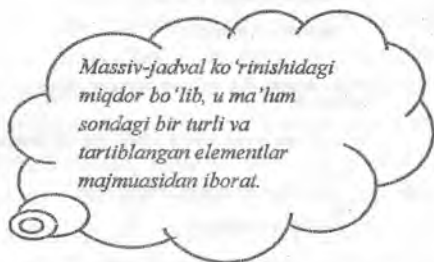 Massiv-jadval ko‘rinishidagi
miqdor bo‘lib, u ma’lum
sondagi bir turli va
tartiblangan elementlar
majmuasidan iborat.